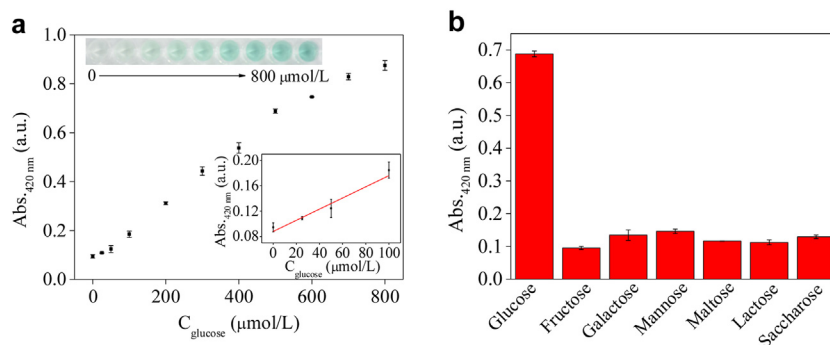 a
1.0
0.8
0.6
0.4
0.2
0.0
Abs.420 nm (a.u.)
0
800 μmol/L
0.20
0.16
0.12
0.08
Abs.420 nm (a.u.)
0 20 40 60 80 100
Cglucose (μmol/L)
0 200 400 600 800
Cglucose (μmol/L)
b
0.7
0.6
0.5
0.4
0.3
0.2
0.1
0.0
Abs.420 nm (a.u.)
Glucose
Fructose
Galactose
Mannose
Maltose
Lactose
Saccharose